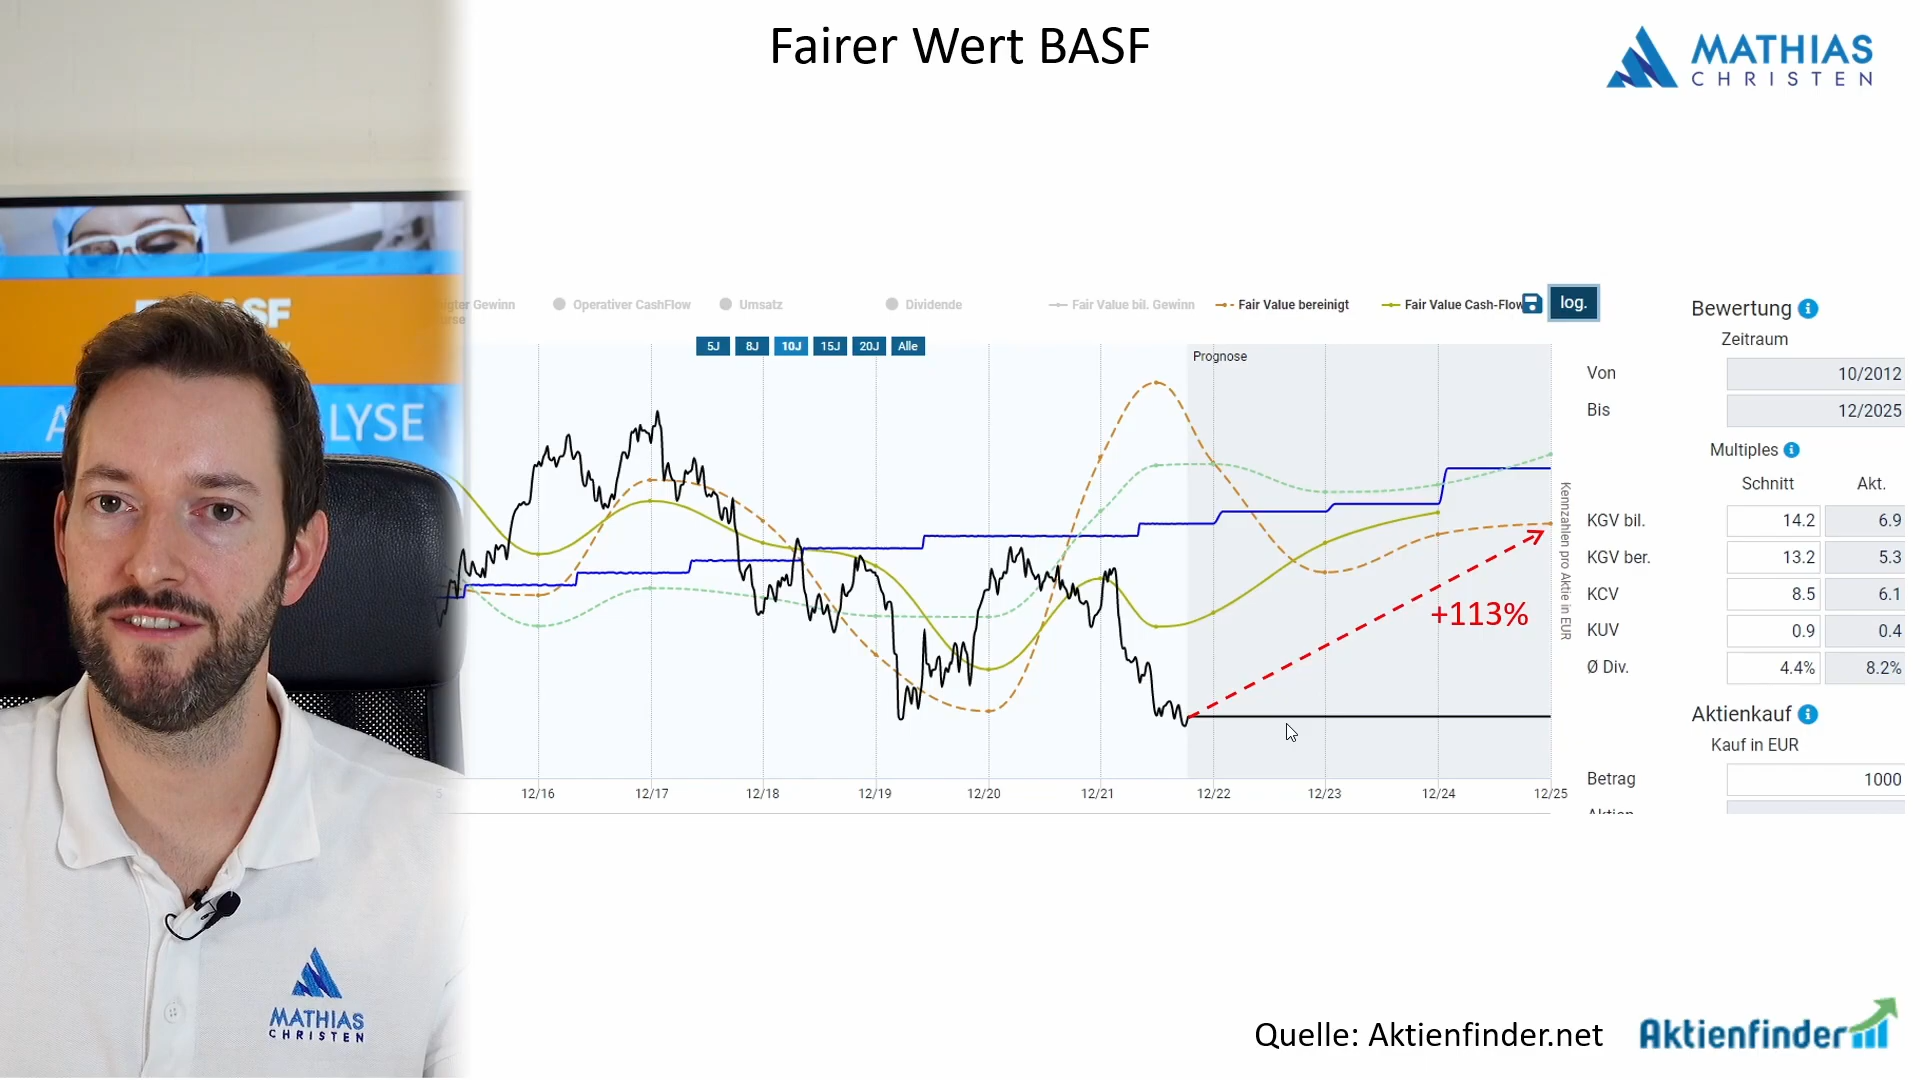 Fairer Wert BASF
MATHIAS
CHRISTEN
SF
LYSE
MATHIAS
CHRISTEN
gter Gewinn
Operativer CashFlow
Umsatz
Dividende
Fair Value bil. Gewinn
Fair Value bereinigt
Fair Value Cash-Flow
log.
5J
8J
10J
15J
20J
Alle
Prognose
+113%
Kennzahlen pro Aktie in EUR
12/16
12/17
12/18
12/19
12/20
12/21
12/22
12/23
12/24
12/25
Bewertung
Zeitraum
Von 10/2012
Bis 12/2025
Multiples
Schnitt Akt.
KGV bil. 14.2 6.9
KGV ber. 13.2 5.3
KCV 8.5 6.1
KUV 0.9 0.4
Ø Div. 4.4% 8.2%
Aktienkauf
Kauf in EUR
Betrag 1000
Quelle: Aktienfinder.net
Aktienfinder